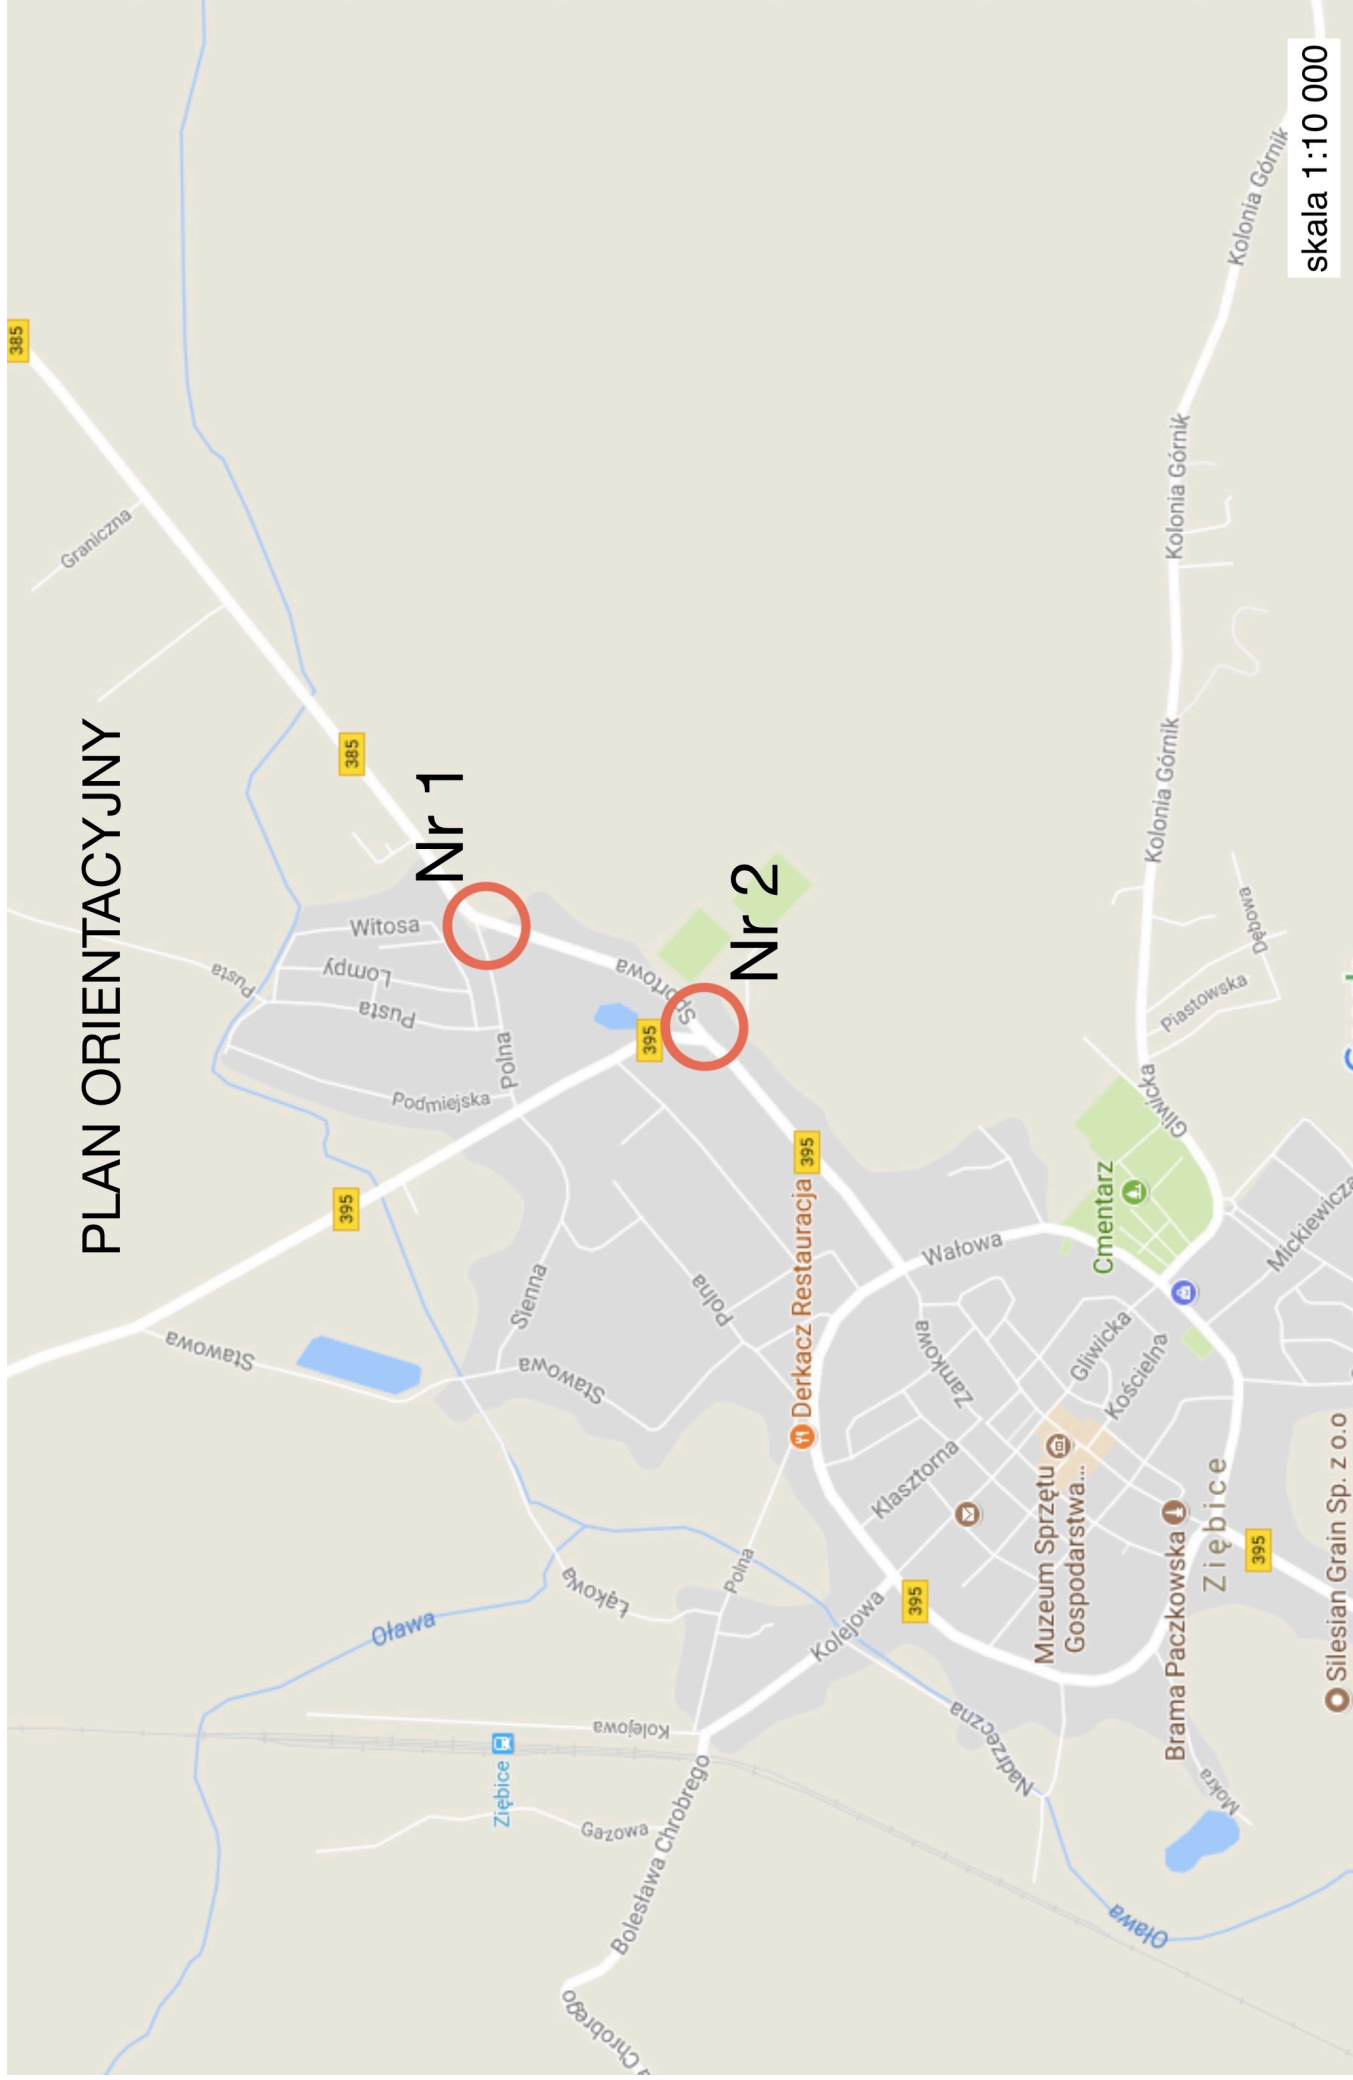 PLAN ORIENTACYJNY
Stawowa
395
Pusta
Graniczna
385
385
Oława
Ziębice
Kolejowa
Gazowa
Bolesława Chrobrego
Chrobrego
Łąkowa
Stawowa
Sienna
Podmiejska
Polna
Pusta
Lompy
Witosa
Nr 1
Sportowa
395
Nr 2
Polna
Polna
Kolejowa
Derkacz Restauracja
395
395
Wałowa
Zamkowa
Klasztorna
Nadrzeczna
Oława
Muzeum Sprzętu
Gospodarstwa...
Gliwicka
Kościelna
Cmentarz
Gliwicka
Brama Paczkowska
Ziębice
Mokra
395
Mickiewicza
Piastowska
Dębowa
Kolonia Górnik
Kolonia Górnik
Kolonia Górnik
Silesian Grain Sp. z o.o
skala 1:10 000